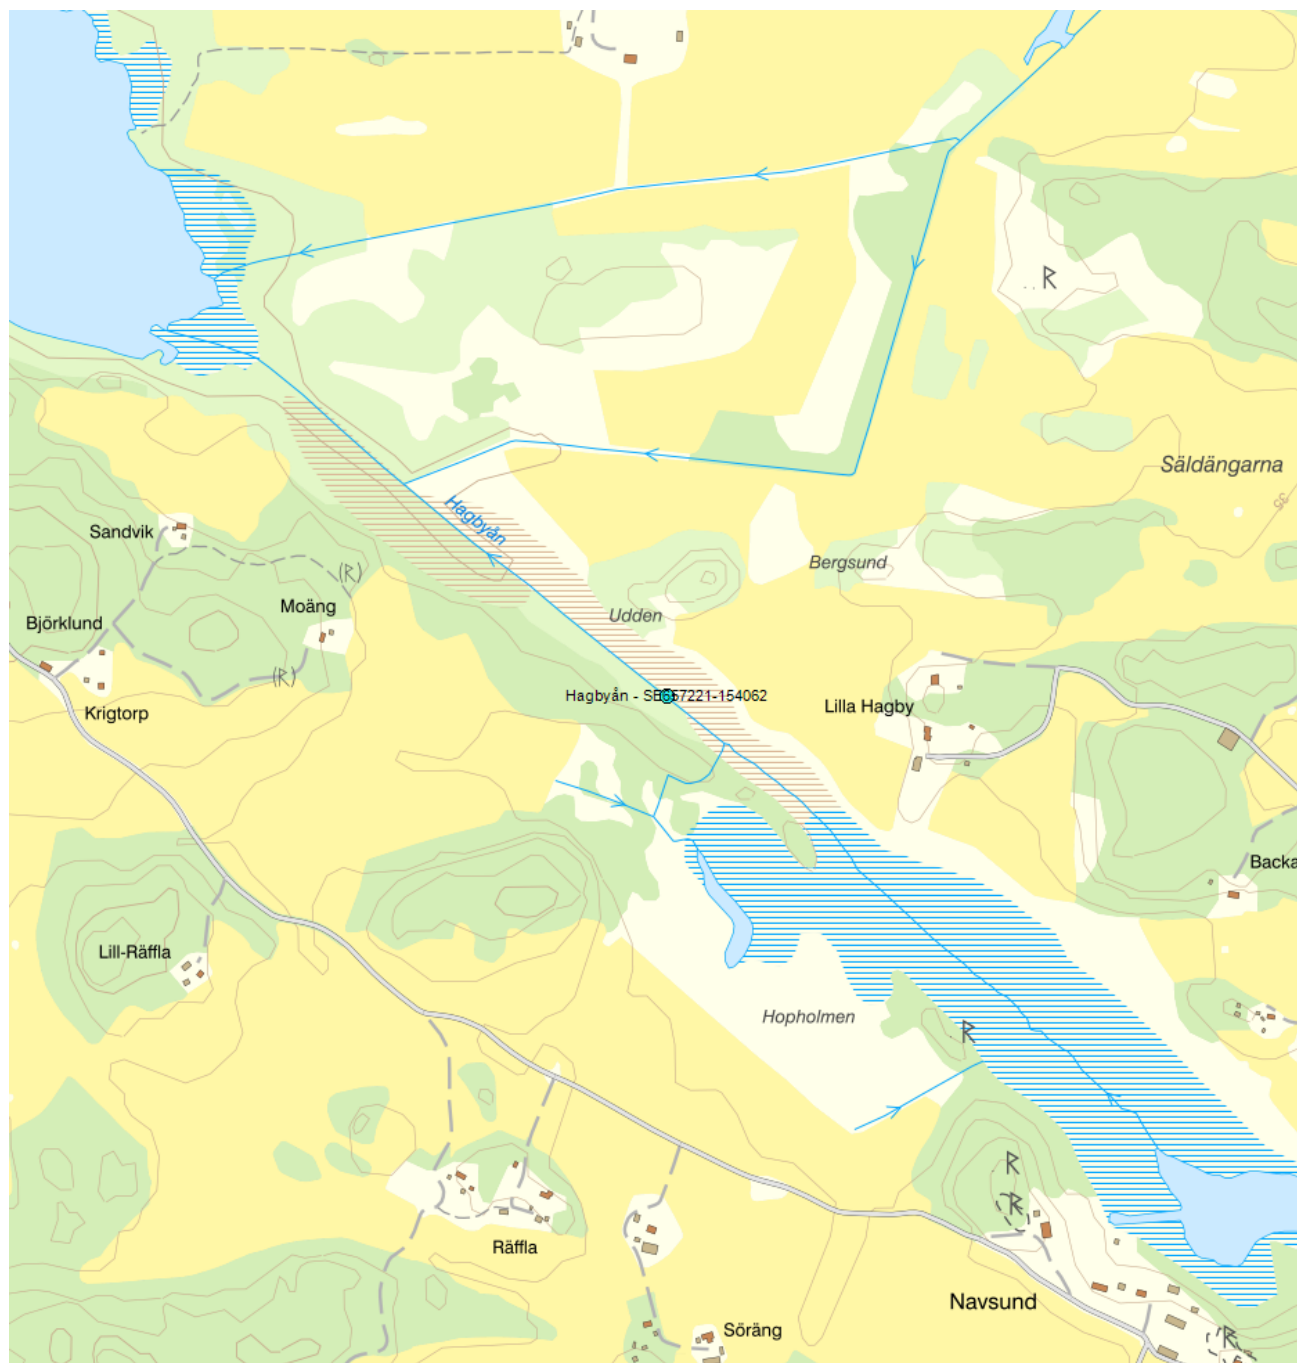 R
Säldängarna
35
Hagbyån
Sandvik
Bergsund
(R)
Moäng
Udden
Björklund
(R)
Hagbyån - SE657221-154062
Lilla Hagby
Krigtorp
Backa
Lill-Räffla
Hopholmen
R
R
R
Räffla
Navsund
Söräng
R